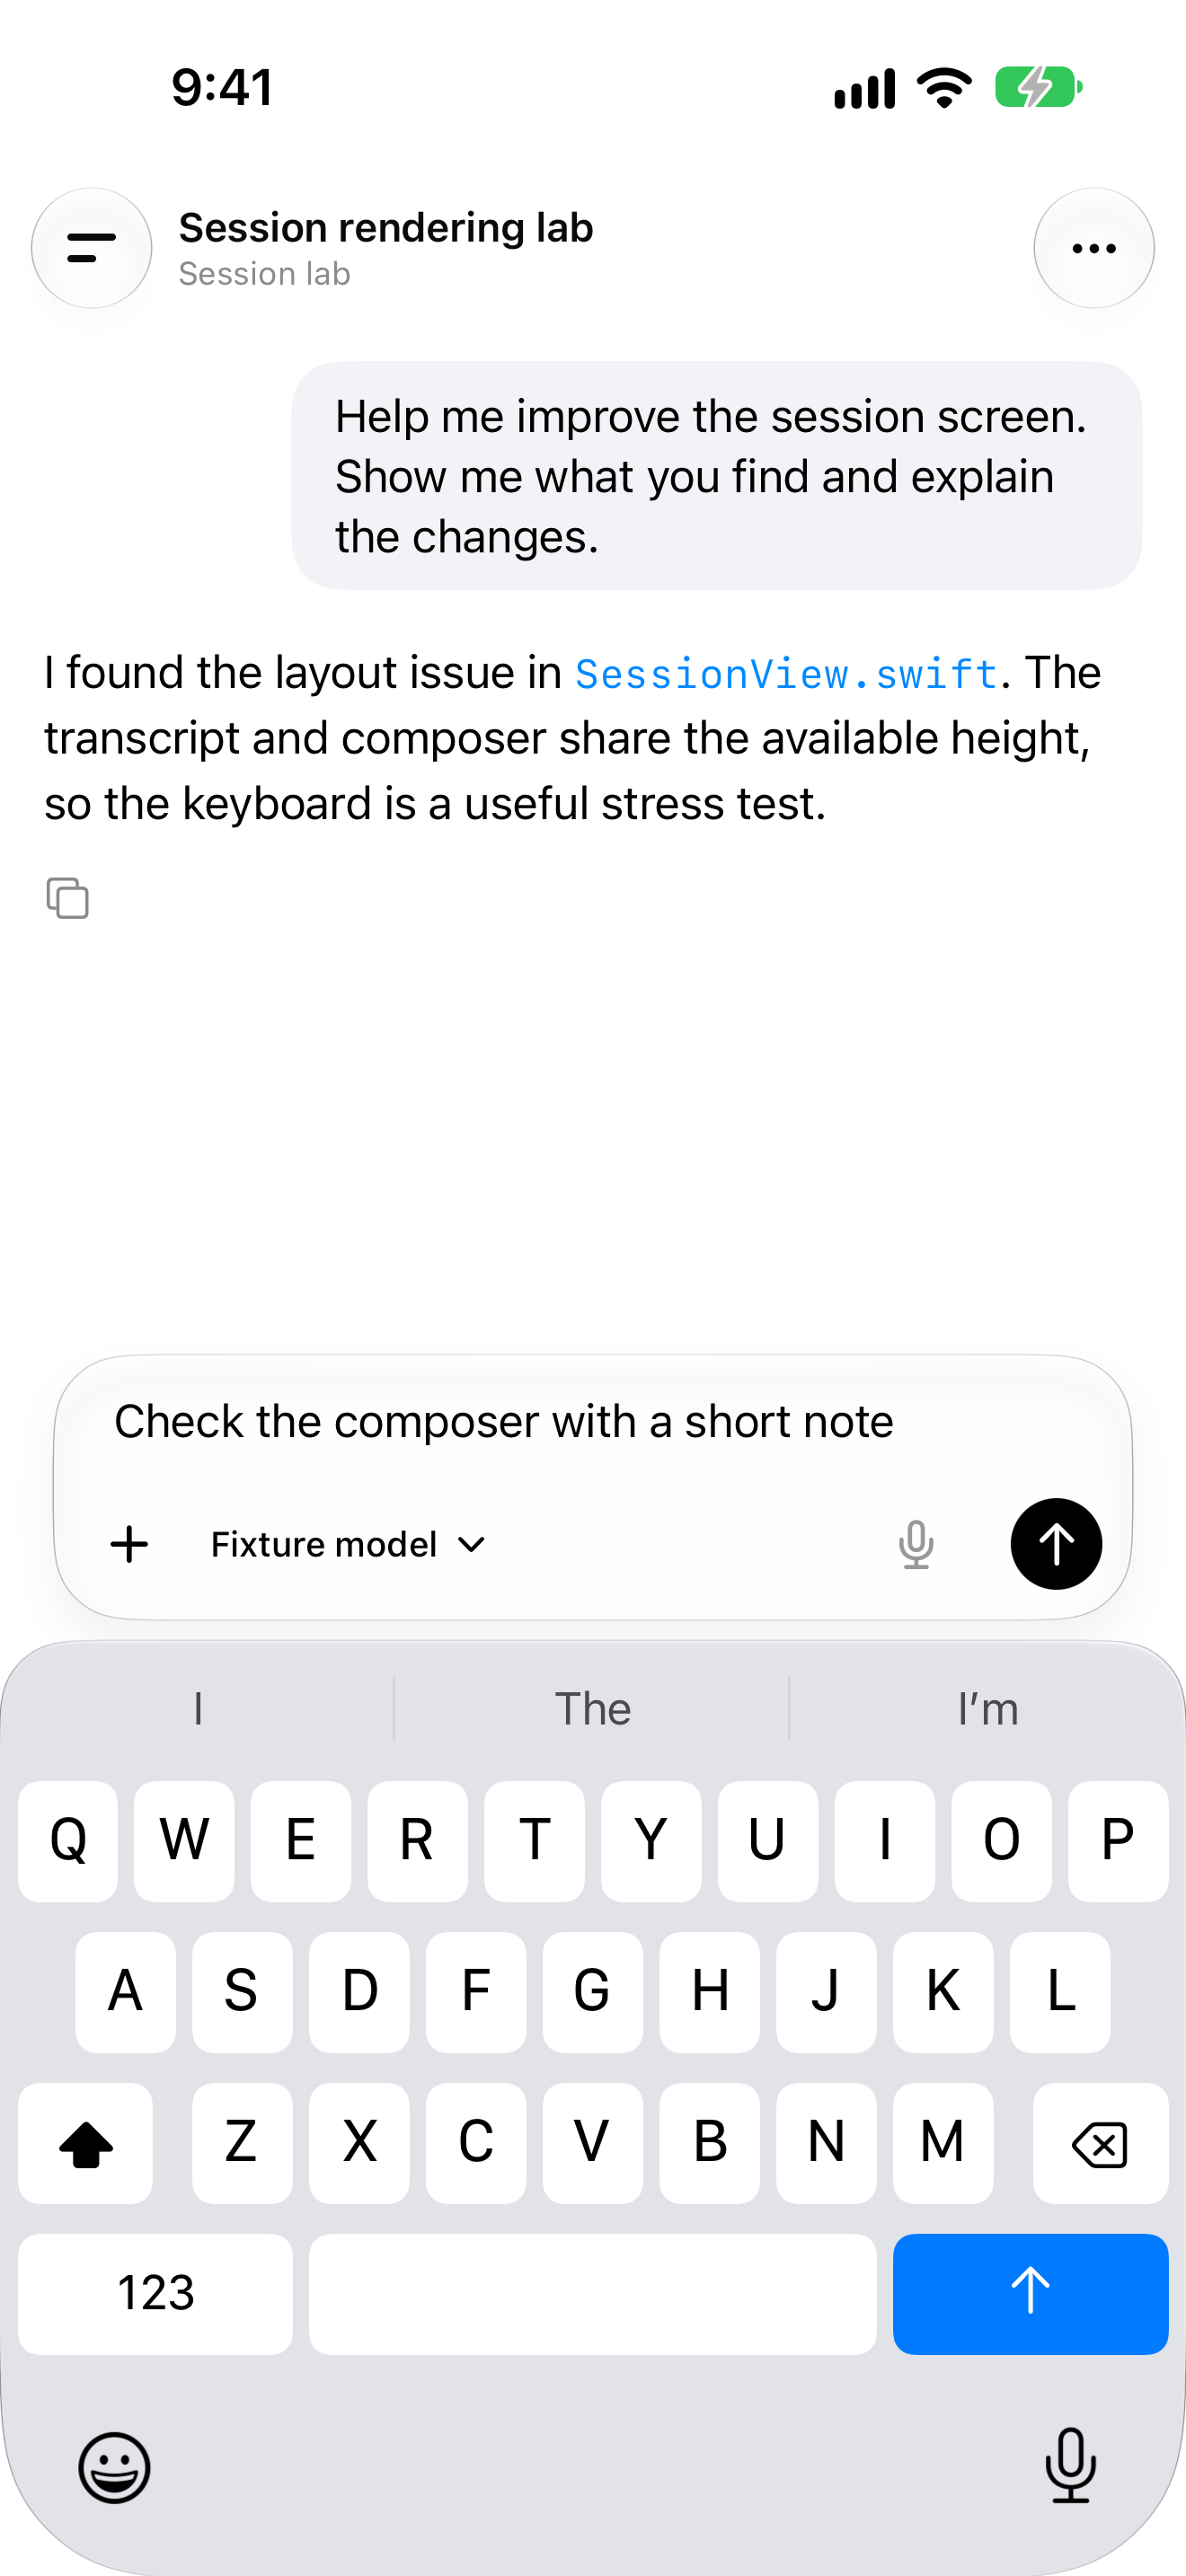 9:41
Session rendering lab
Session lab
Help me improve the session screen.
Show me what you find and explain
the changes.
I found the layout issue in SessionView.swift. The
transcript and composer share the available height,
so the keyboard is a useful stress test.
Check the composer with a short note
Fixture model
I The I’m
Q W E R T Y U I O P
A S D F G H J K L
Z X C V B N M
123